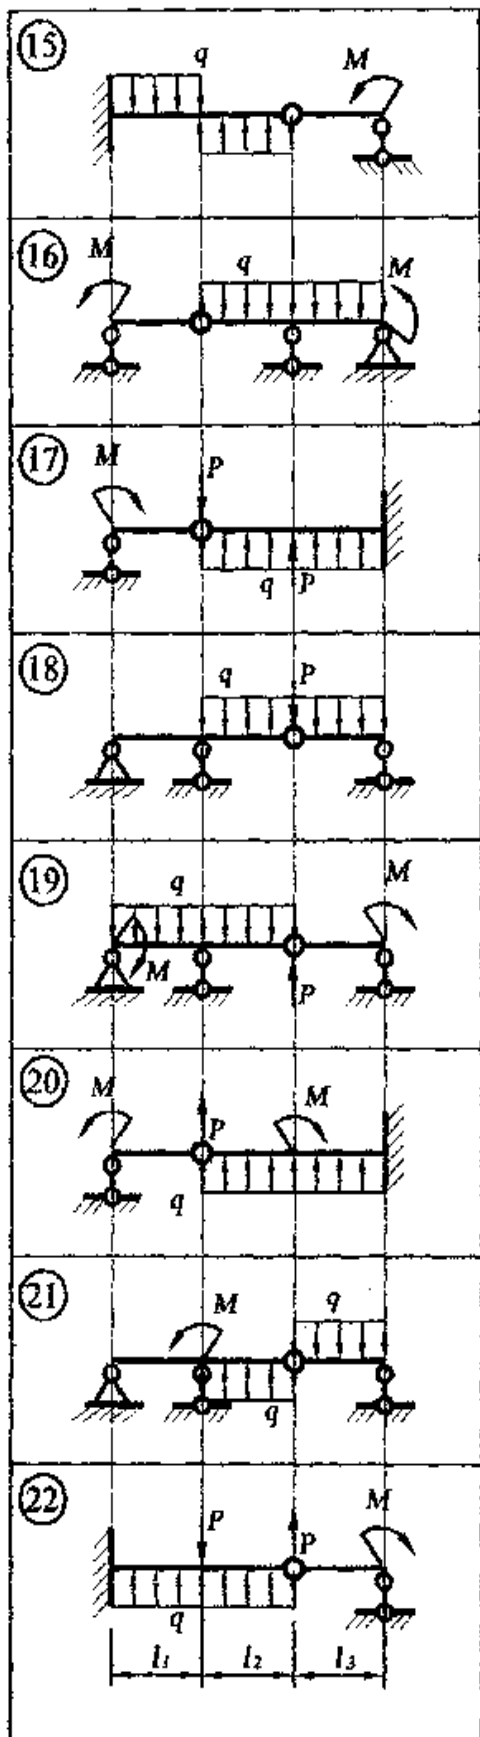 15 q M
16 M q M
17 M P
q P
18 q P
19 q M
M P
20 M P M
q
21 M q
q
22 P P M
q
l₁ l₂ l₃